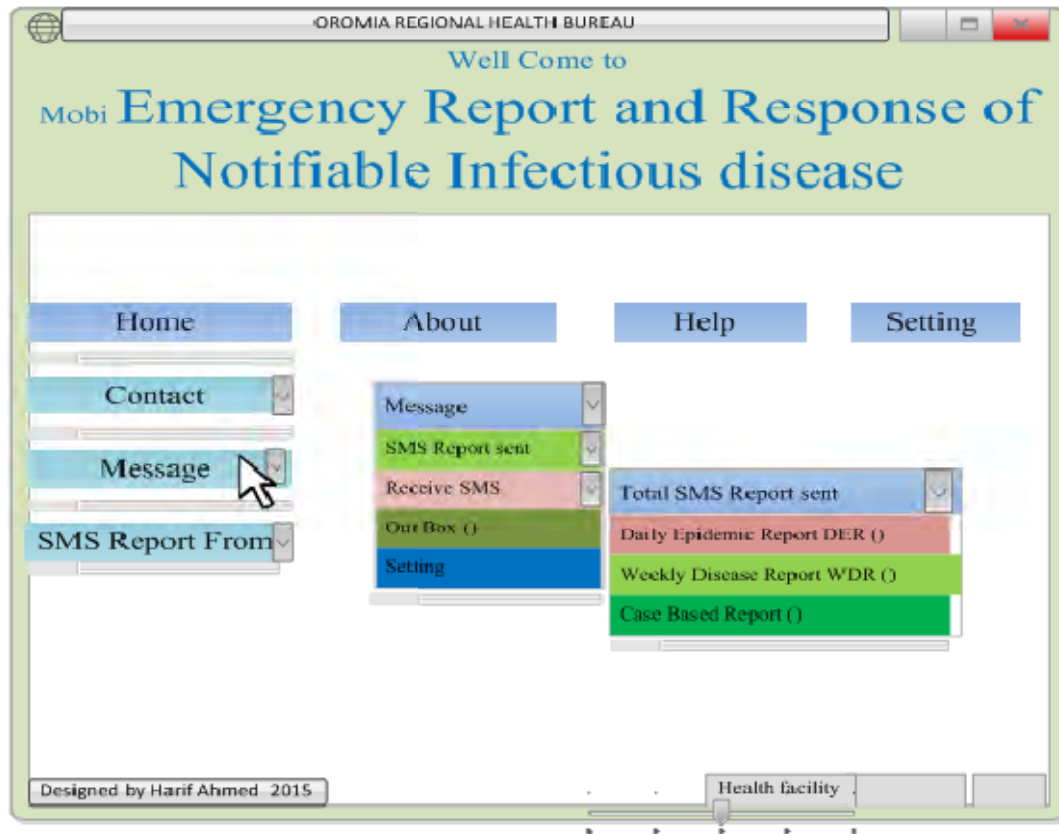 OROMIA REGIONAL HEALTH BUREAU
Well Come to
Mobi Emergency Report and Response of
Notifiable Infectious disease
Home About Help Setting
Contact
Message
SMS Report From
Message
SMS Report sent
Receive SMS
Out Box ()
Setting
Total SMS Report sent
Daily Epidemic Report DER ()
Weekly Disease Report WDR ()
Case Based Report ()
Designed by Harif Ahmed 2015
Health facility